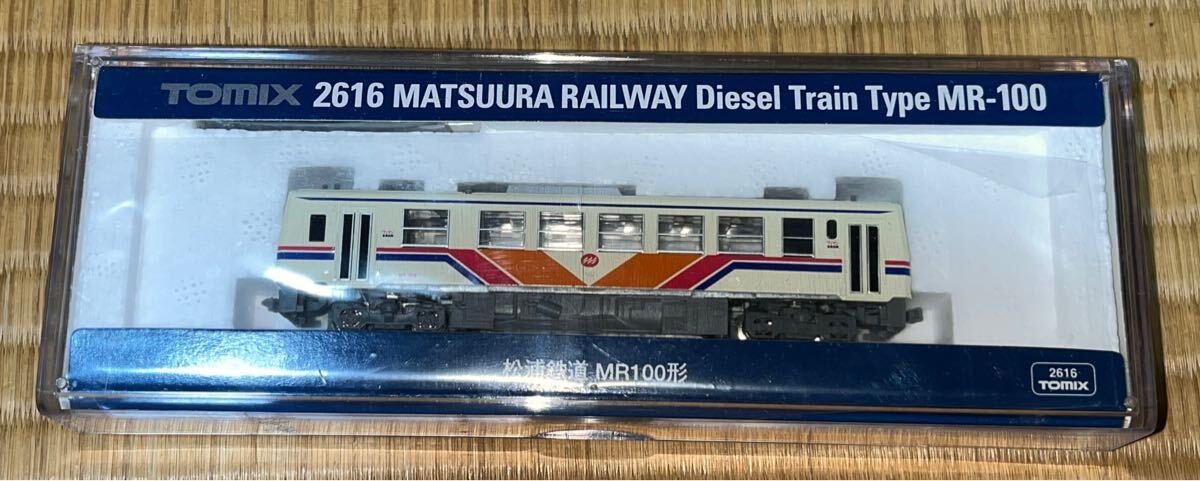 TOMIX 2616 MATSUURA RAILWAY Diesel Train Type MR-100
松浦鉄道 MR100形
2616
TOMIX